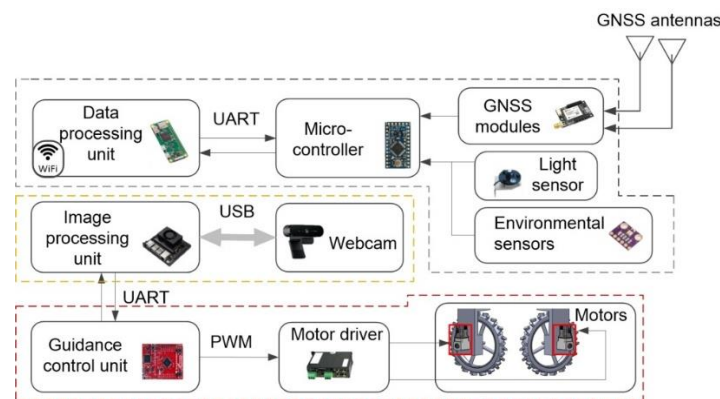 GNSS antennas
Data
processing
unit
WiFi
UART
Micro-
controller
GNSS
modules
Light
sensor
Environmental
sensors
Image
processing
unit
USB
Webcam
UART
Guidance
control unit
PWM
Motor driver
Motors